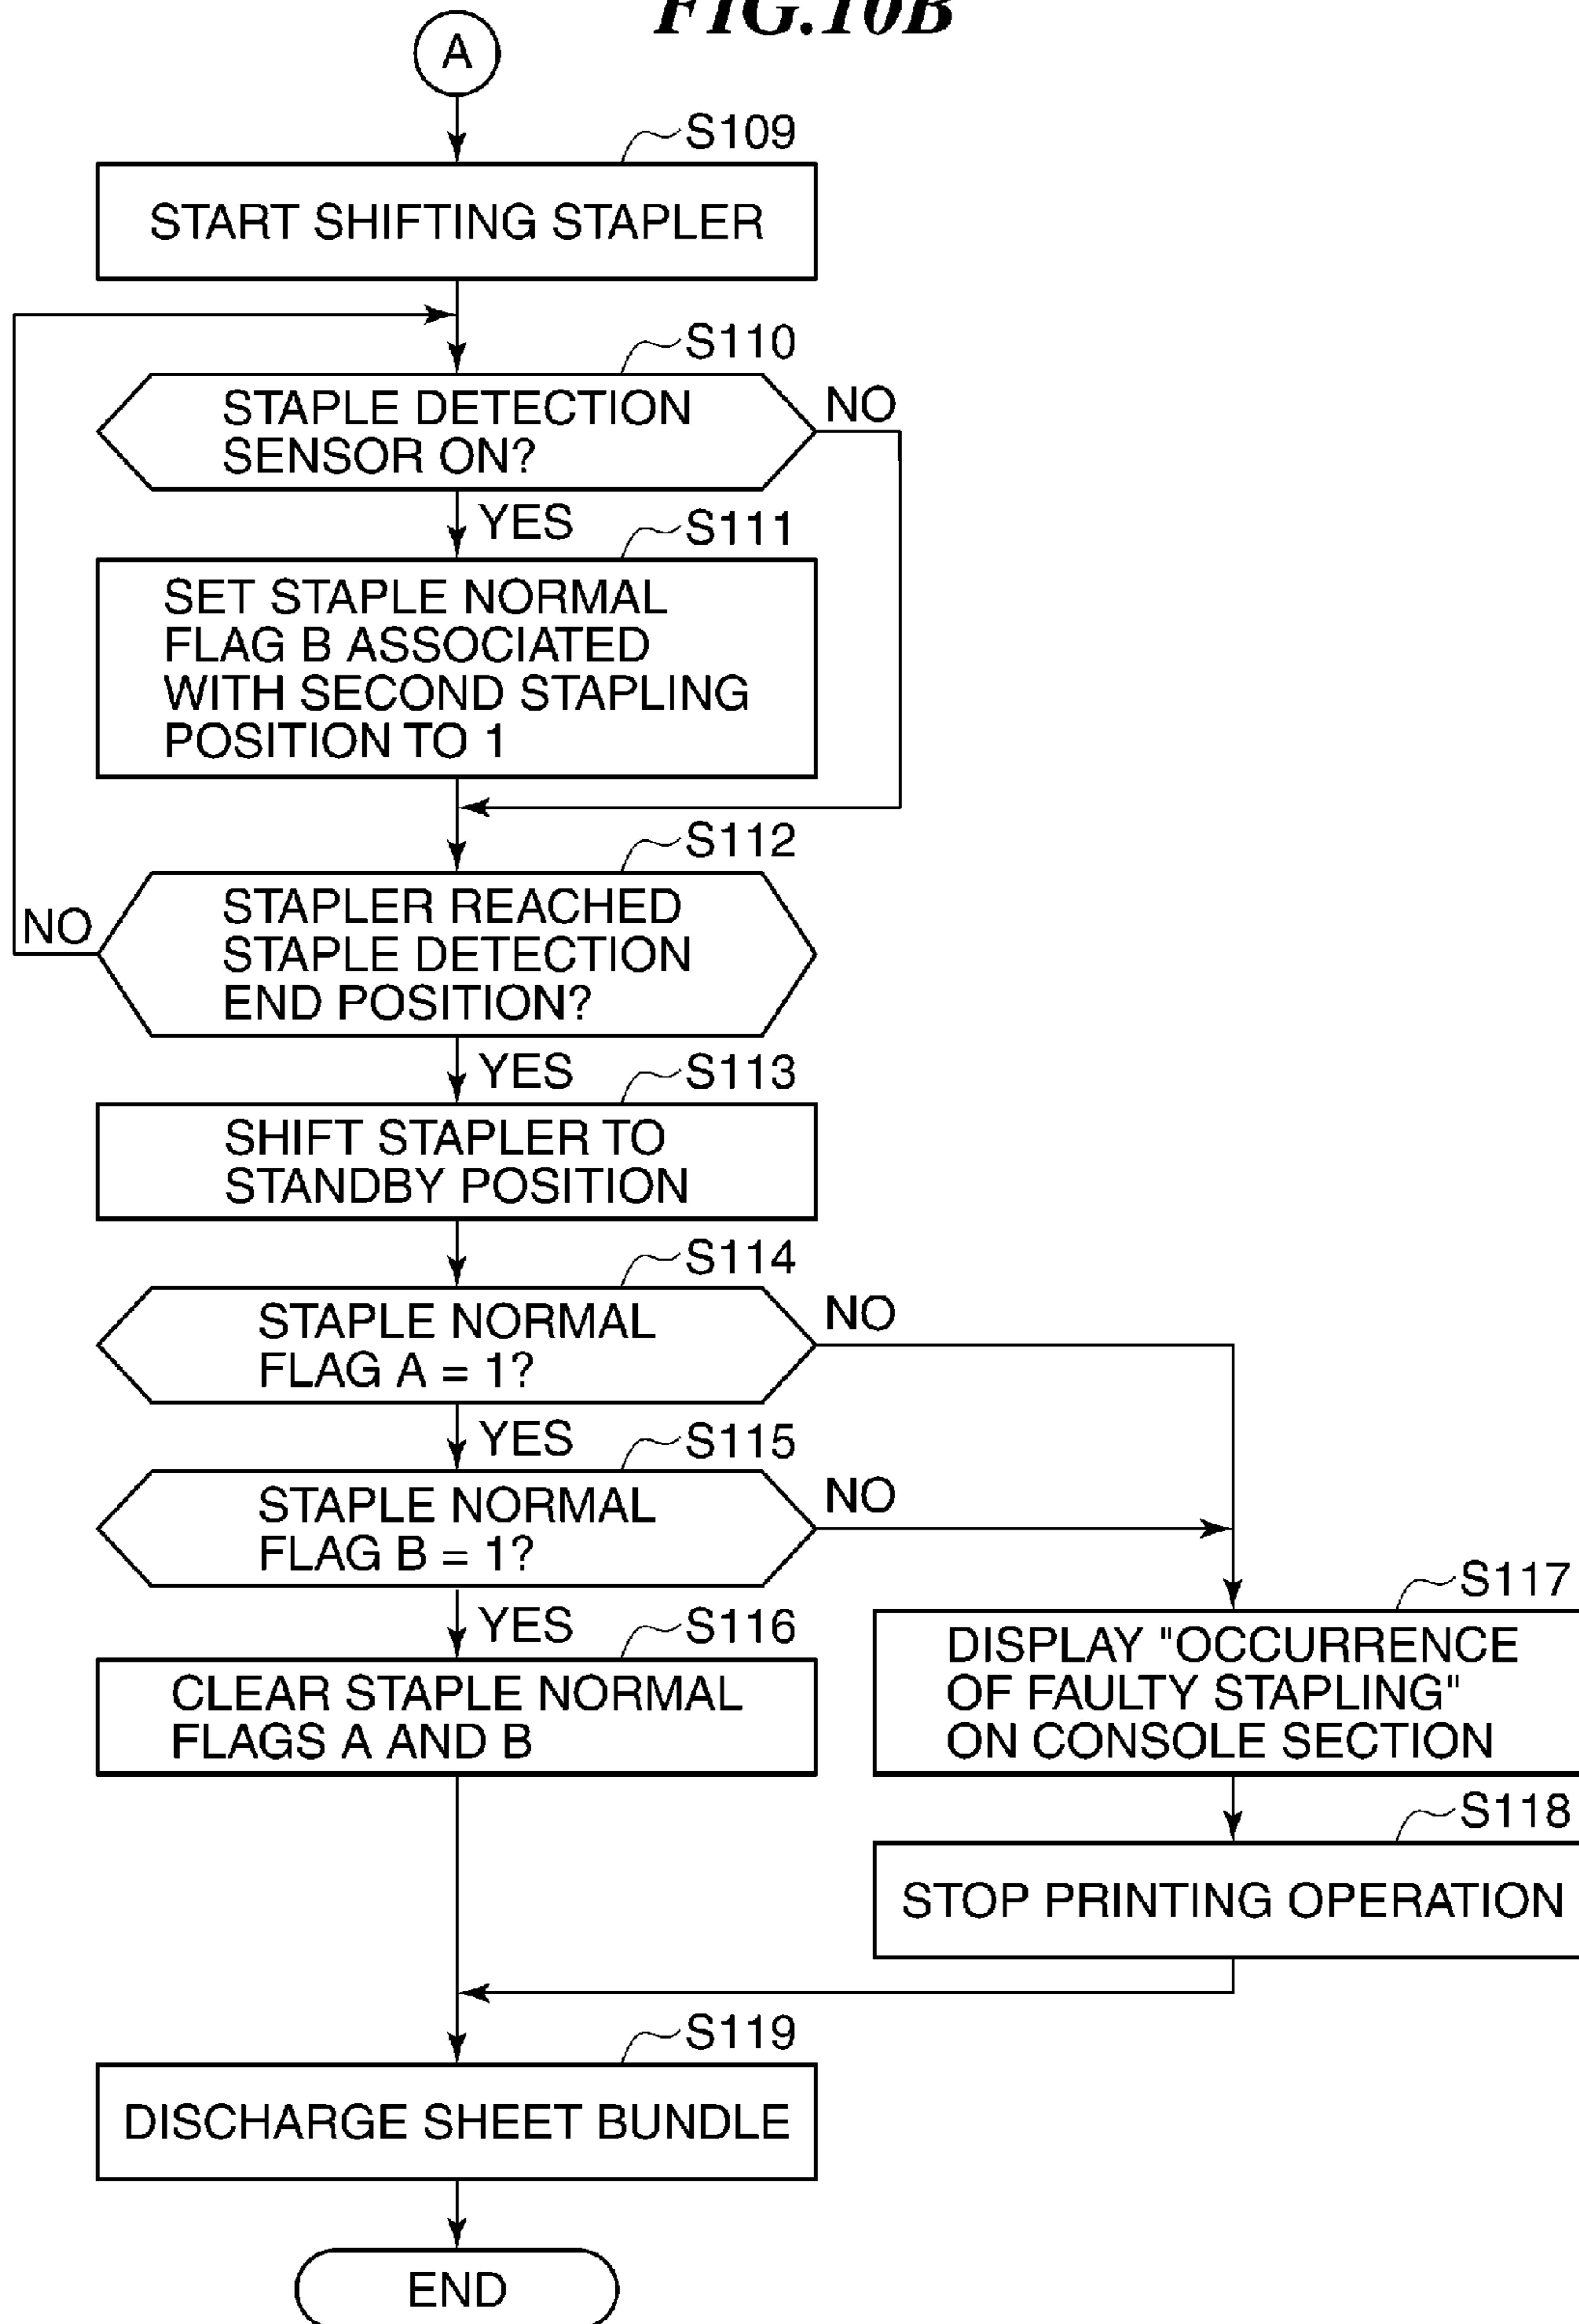 FIG.10B
A
S109
START SHIFTING STAPLER
S110
STAPLE DETECTION
SENSOR ON?
NO
YES
S111
SET STAPLE NORMAL
FLAG B ASSOCIATED
WITH SECOND STAPLING
POSITION TO 1
S112
STAPLER REACHED
STAPLE DETECTION
END POSITION?
NO
YES
S113
SHIFT STAPLER TO
STANDBY POSITION
S114
STAPLE NORMAL
FLAG A = 1?
NO
YES
S115
STAPLE NORMAL
FLAG B = 1?
NO
YES
S116
CLEAR STAPLE NORMAL
FLAGS A AND B
S117
DISPLAY "OCCURRENCE
OF FAULTY STAPLING"
ON CONSOLE SECTION
S118
STOP PRINTING OPERATION
S119
DISCHARGE SHEET BUNDLE
END